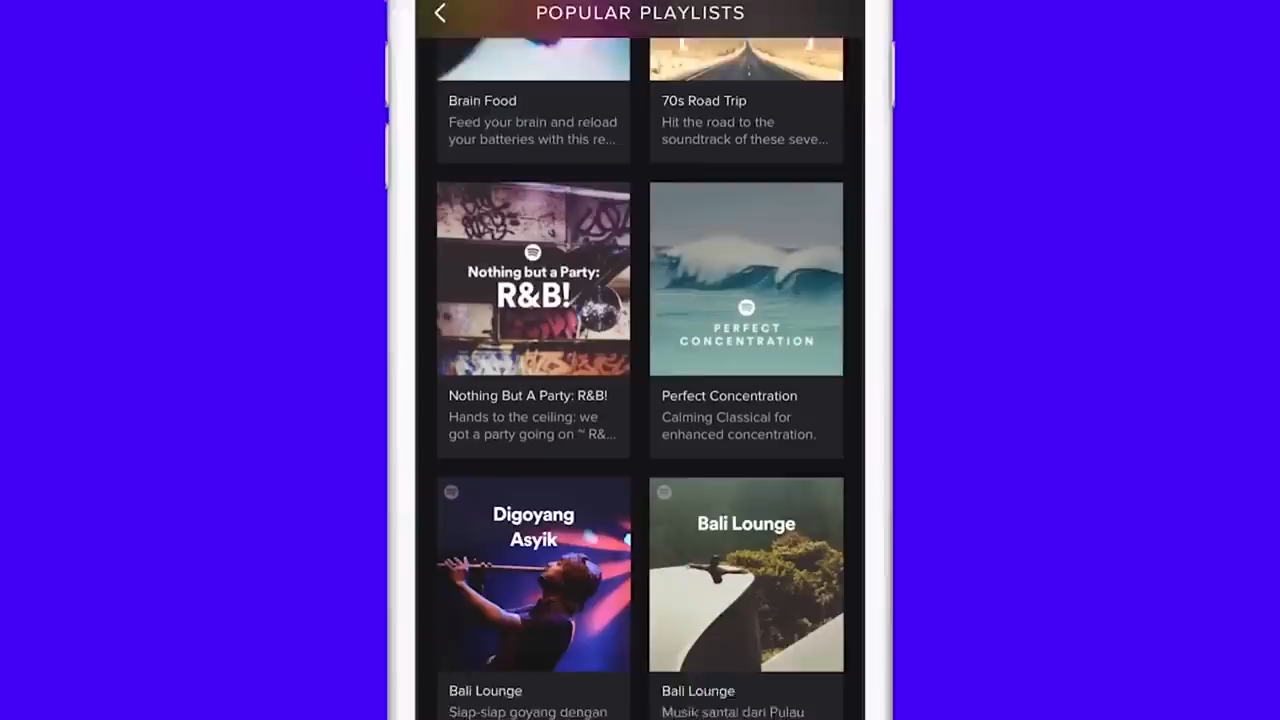 POPULAR PLAYLISTS
Brain Food
Feed your brain and reload
your batteries with this re...
70s Road Trip
Hit the road to the
soundtrack of these seve...
Nothing but a Party:
R&B!
Nothing But A Party: R&B!
Hands to the ceiling: we
got a party going on ~ R&...
PERFECT
CONCENTRATION
Perfect Concentration
Calming Classical for
enhanced concentration.
Digoyang
Asyik
Bali Lounge
Siap-siap goyang dengan
Bali Lounge
Bali Lounge
Musik santai dari Pulau